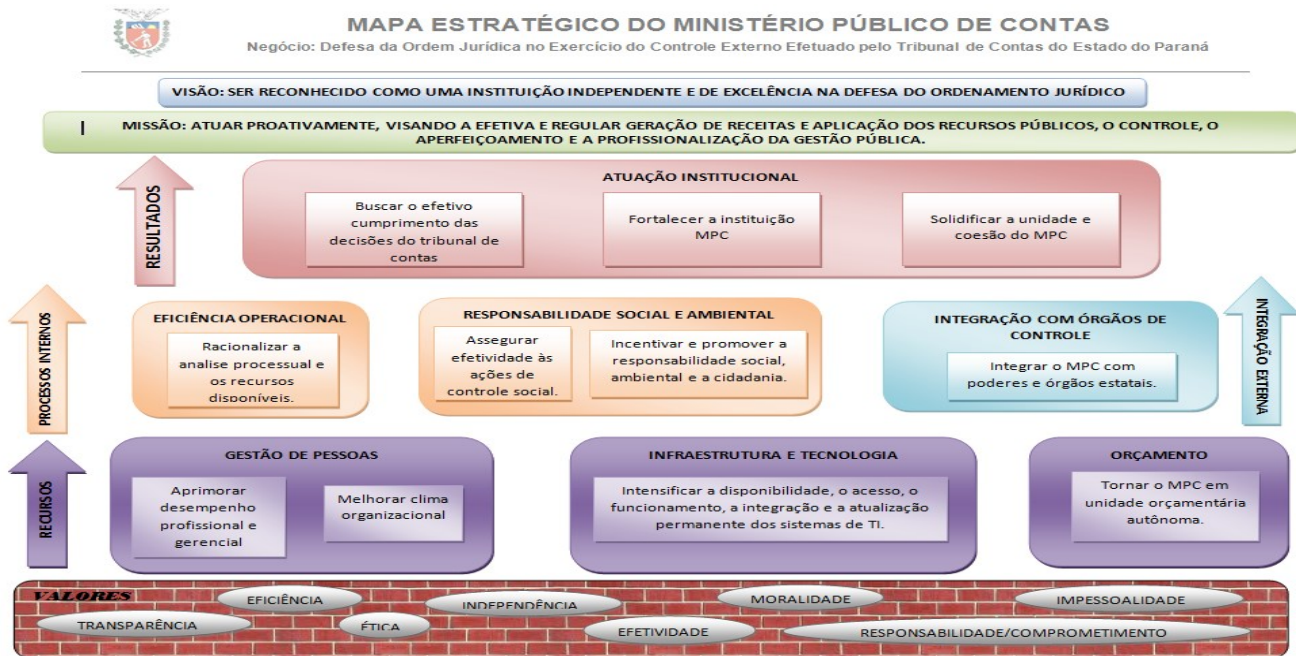 MAPA ESTRATÉGICO DO MINISTÉRIO PÚBLICO DE CONTAS
Negócio: Defesa da Ordem Jurídica no Exercício do Controle Externo Efetuado pelo Tribunal de Contas do Estado do Paraná
VISÃO: SER RECONHECIDO COMO UMA INSTITUIÇÃO INDEPENDENTE E DE EXCELÊNCIA NA DEFESA DO ORDENAMENTO JURÍDICO
MISSÃO: ATUAR PROATIVAMENTE, VISANDO A EFETIVA E REGULAR GERAÇÃO DE RECEITAS E APLICAÇÃO DOS RECURSOS PÚBLICOS, O CONTROLE, O
APERFEIÇOAMENTO E A PROFISSIONALIZAÇÃO DA GESTÃO PÚBLICA.
RESULTADOS
ATUAÇÃO INSTITUCIONAL
Buscar o efetivo
cumprimento das
decisões do tribunal de
contas
Fortalecer a instituição
MPC
Solidificar a unidade e
coesão do MPC
PROCESSOS INTERNOS
EFICIÊNCIA OPERACIONAL
Racionalizar a
analise processual e
os recursos
disponíveis.
RESPONSABILIDADE SOCIAL E AMBIENTAL
Assegurar
efetividade às
ações de
controle social.
Incentivar e promover a
responsabilidade social,
ambiental e a cidadania.
INTEGRAÇÃO COM ÓRGÃOS DE
CONTROLE
Integrar o MPC com
poderes e órgãos estatais.
INTEGRAÇÃO EXTERNA
RECURSOS
GESTÃO DE PESSOAS
Aprimorar
desempenho
profissional e
gerencial
Melhorar clima
organizacional
INFRAESTRUTURA E TECNOLOGIA
Intensificar a disponibilidade, o acesso, o
funcionamento, a integração e a atualização
permanente dos sistemas de TI.
ORÇAMENTO
Tornar o MPC em
unidade orçamentária
autônoma.
VALORES
EFICIÊNCIA
INDEPENDÊNCIA
MORALIDADE
IMPESSOALIDADE
TRANSPARÊNCIA
ÉTICA
EFETIVIDADE
RESPONSABILIDADE/COMPROMETIMENTO